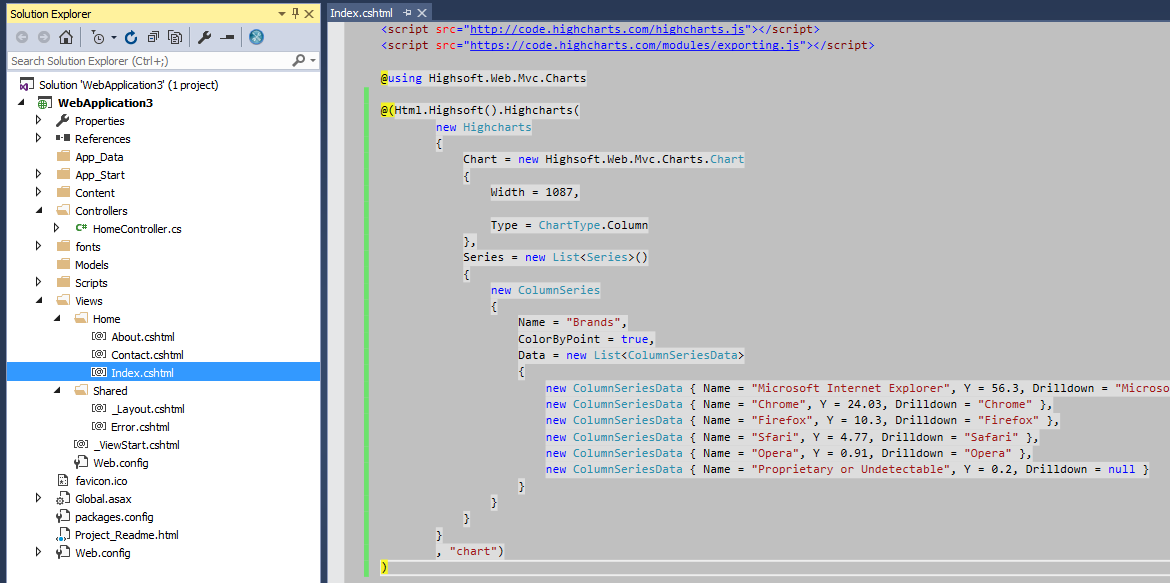 Solution Explorer
Search Solution Explorer (Ctrl+;)
Solution 'WebApplication3' (1 project)
WebApplication3
Properties
References
App_Data
App_Start
Content
Controllers
C# HomeController.cs
fonts
Models
Scripts
Views
Home
[@] About.cshtml
[@] Contact.cshtml
[@] Index.cshtml
Shared
[@] _Layout.cshtml
[@] Error.cshtml
[@] _ViewStart.cshtml
Web.config
favicon.ico
Global.asax
packages.config
Project_Readme.html
Web.config
Index.cshtml
<script src="http://code.highcharts.com/highcharts.js"></script>
<script src="https://code.highcharts.com/modules/exporting.js"></script>
@using Highsoft.Web.Mvc.Charts
@(Html.Highsoft().Highcharts(
new Highcharts
{
Chart = new Highsoft.Web.Mvc.Charts.Chart
{
Width = 1087,
Type = ChartType.Column
},
Series = new List<Series>()
{
new ColumnSeries
{
Name = "Brands",
ColorByPoint = true,
Data = new List<ColumnSeriesData>
{
new ColumnSeriesData { Name = "Microsoft Internet Explorer", Y = 56.3, Drilldown = "Microso
new ColumnSeriesData { Name = "Chrome", Y = 24.03, Drilldown = "Chrome" },
new ColumnSeriesData { Name = "Firefox", Y = 10.3, Drilldown = "Firefox" },
new ColumnSeriesData { Name = "Sfari", Y = 4.77, Drilldown = "Safari" },
new ColumnSeriesData { Name = "Opera", Y = 0.91, Drilldown = "Opera" },
new ColumnSeriesData { Name = "Proprietary or Undetectable", Y = 0.2, Drilldown = null }
}
}
}
}
, "chart")
)